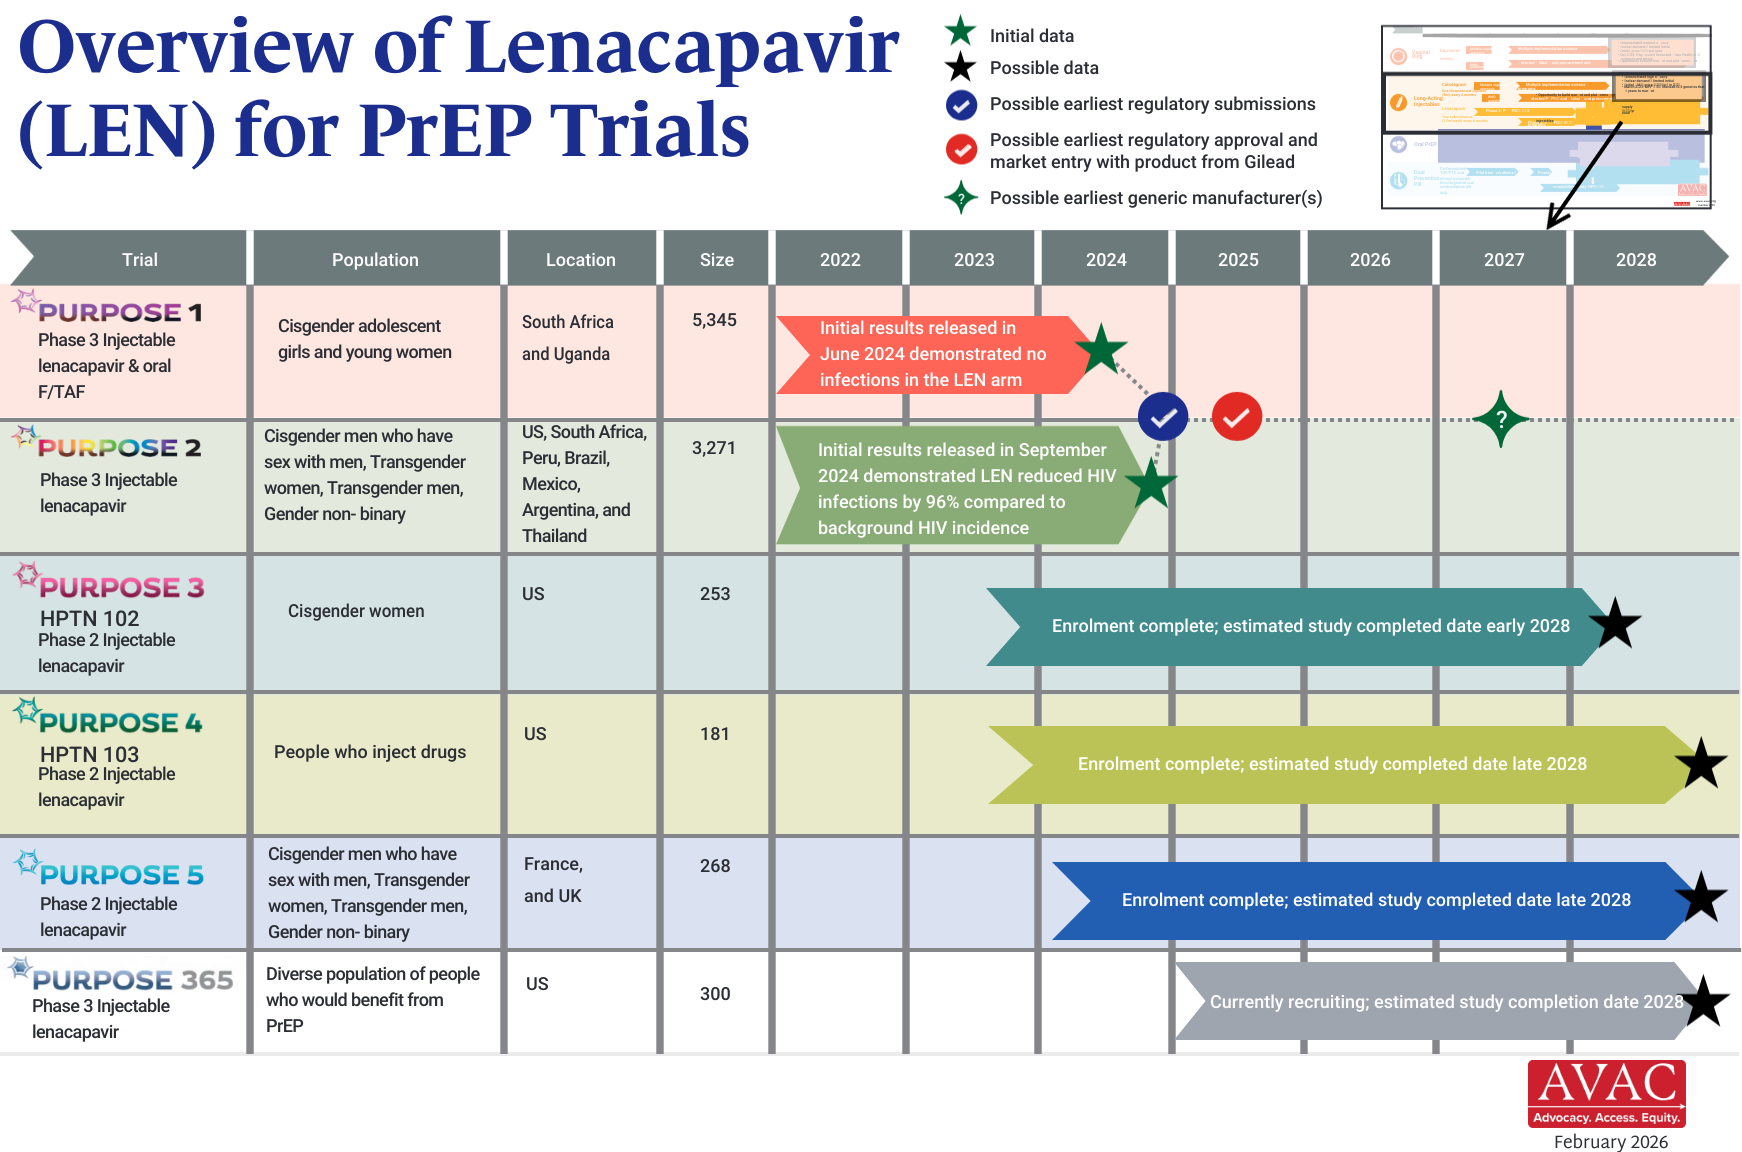 Overview of Lenacapavir
(LEN) for PrEP Trials
Initial data
Possible data
Possible earliest regulatory submissions
Possible earliest regulatory approval and
market entry with product from Gilead
?
Possible earliest generic manufacturer(s)
Long-Acting
Injectables
Oral PrEP
AVAC
Trial
Population
Location
Size
2022
2023
2024
2025
2026
2027
2028
PURPOSE 1
Phase 3 Injectable
lenacapavir & oral
F/TAF
Cisgender adolescent
girls and young women
South Africa
and Uganda
5,345
Initial results released in
June 2024 demonstrated no
infections in the LEN arm
?
PURPOSE 2
Phase 3 Injectable
lenacapavir
Cisgender men who have
sex with men, Transgender
women, Transgender men,
Gender non- binary
US, South Africa,
Peru, Brazil,
Mexico,
Argentina, and
Thailand
3,271
Initial results released in September
2024 demonstrated LEN reduced HIV
infections by 96% compared to
background HIV incidence
PURPOSE 3
HPTN 102
Phase 2 Injectable
lenacapavir
Cisgender women
US
253
Enrolment complete; estimated study completed date early 2028
PURPOSE 4
HPTN 103
Phase 2 Injectable
lenacapavir
People who inject drugs
US
181
Enrolment complete; estimated study completed date late 2028
PURPOSE 5
Phase 2 Injectable
lenacapavir
Cisgender men who have
sex with men, Transgender
women, Transgender men,
Gender non- binary
France,
and UK
268
Enrolment complete; estimated study completed date late 2028
PURPOSE 365
Phase 3 Injectable
lenacapavir
Diverse population of people
who would benefit from
PrEP
US
300
Currently recruiting; estimated study completion date 2028
AVAC
Advocacy. Access. Equity.
February 2026